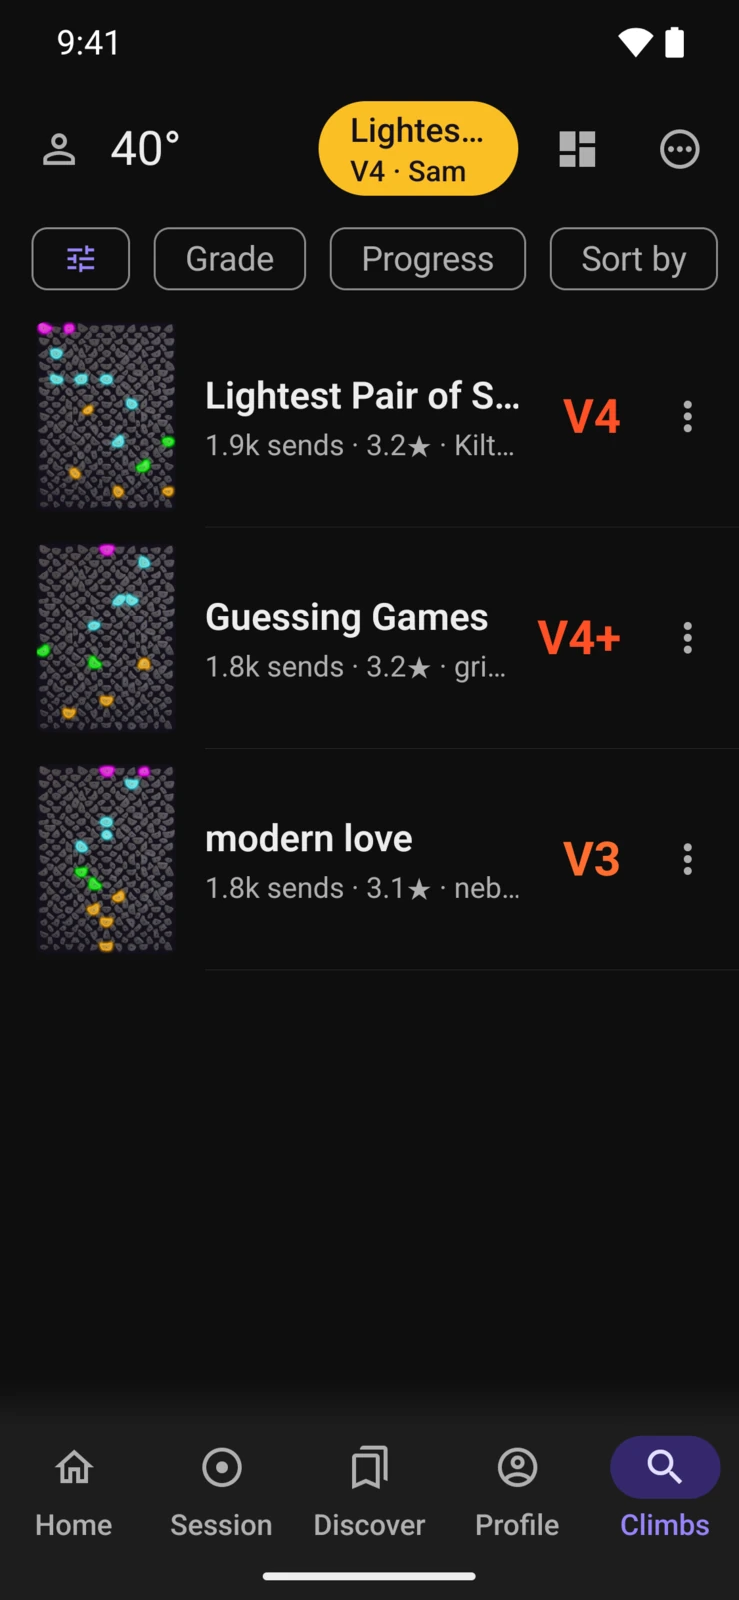 9:41
40°
Lightes...
V4 · Sam
Grade
Progress
Sort by
Lightest Pair of S...
1.9k sends · 3.2★ · Kilt...
V4
Guessing Games
1.8k sends · 3.2★ · gri...
V4+
modern love
1.8k sends · 3.1★ · neb...
V3
Home
Session
Discover
Profile
Climbs